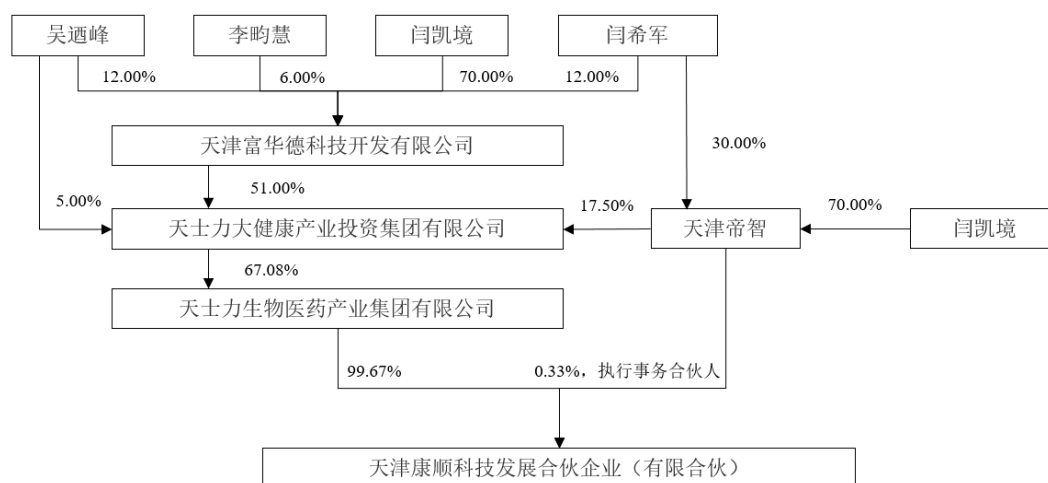 吴迺峰
李畇慧
闫凯境
闫希军
12.00%
6.00%
70.00%
12.00%
天津富华德科技开发有限公司
30.00%
51.00%
5.00%
17.50%
70.00%
天士力大健康产业投资集团有限公司
天津帝智
闫凯境
67.08%
天士力生物医药产业集团有限公司
99.67%
0.33%，执行事务合伙人
天津康顺科技发展合伙企业（有限合伙）